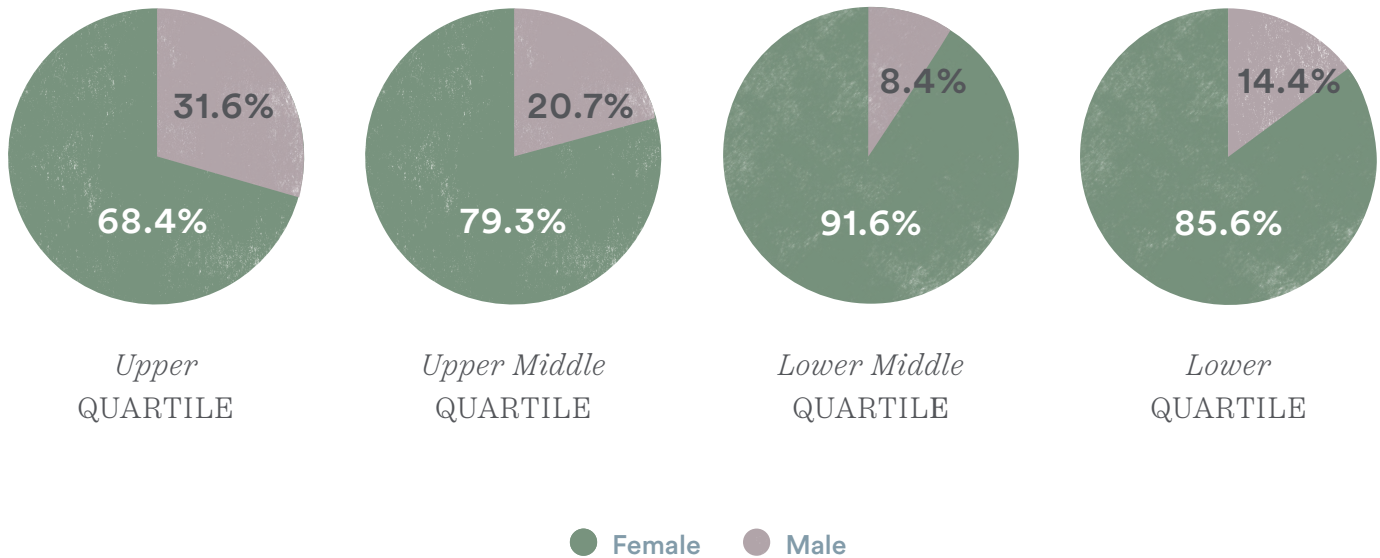 31.6%
68.4%
Upper
QUARTILE
20.7%
79.3%
Upper Middle
QUARTILE
8.4%
91.6%
Lower Middle
QUARTILE
14.4%
85.6%
Lower
QUARTILE
Female
Male